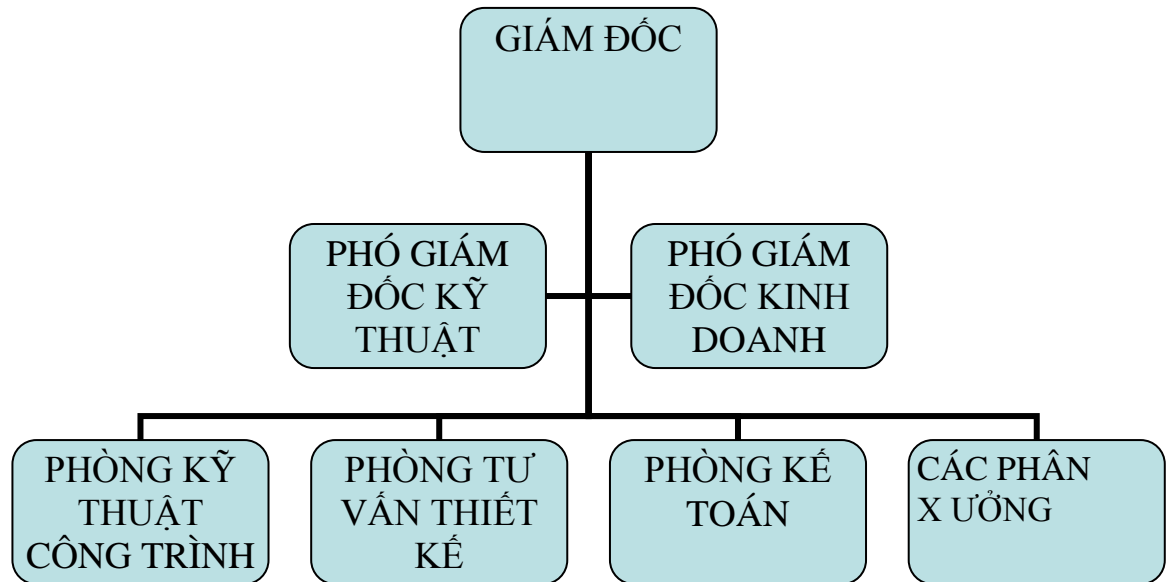 GIÁM ĐỐC
PHÓ GIÁM
ĐỐC KỸ
THUẬT
PHÓ GIÁM
ĐỐC KINH
DOANH
PHÒNG KỸ
THUẬT
CÔNG TRÌNH
PHÒNG TƯ
VẤN THIẾT
KẾ
PHÒNG KẾ
TOÁN
CÁC PHÂN
X ƯỞNG